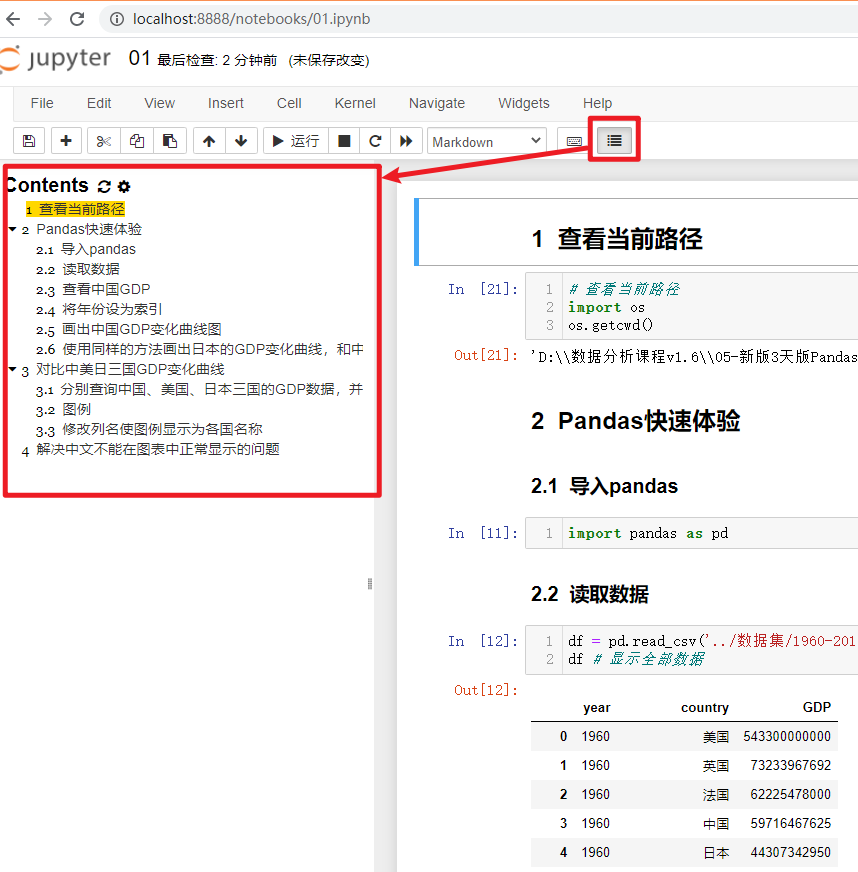 localhost:8888/notebooks/01.ipynb
jupyter 01 最后检查: 2 分钟前 (未保存改变)
File Edit View Insert Cell Kernel Navigate Widgets Help
运行 Markdown
Contents
1 查看当前路径
2 Pandas快速体验
2.1 导入pandas
2.2 读取数据
2.3 查看中国GDP
2.4 将年份设为索引
2.5 画出中国GDP变化曲线图
2.6 使用同样的方法画出日本的GDP变化曲线，和中
3 对比中美日三国GDP变化曲线
3.1 分别查询中国、美国、日本三国的GDP数据，并
3.2 图例
3.3 修改列名使图例显示为各国名称
4 解决中文不能在图表中正常显示的问题
1 查看当前路径
In [21]: 1 # 查看当前路径
2 import os
3 os.getcwd()
Out[21]: 'D:\\数据分析课程v1.6\\05-新版3天版Pandas
2 Pandas快速体验
2.1 导入pandas
In [11]: 1 import pandas as pd
2.2 读取数据
In [12]: 1 df = pd.read_csv('../数据集/1960-201
2 df # 显示全部数据
Out[12]:
year country GDP
0 1960 美国 543300000000
1 1960 英国 73233967692
2 1960 法国 62225478000
3 1960 中国 59716467625
4 1960 日本 44307342950